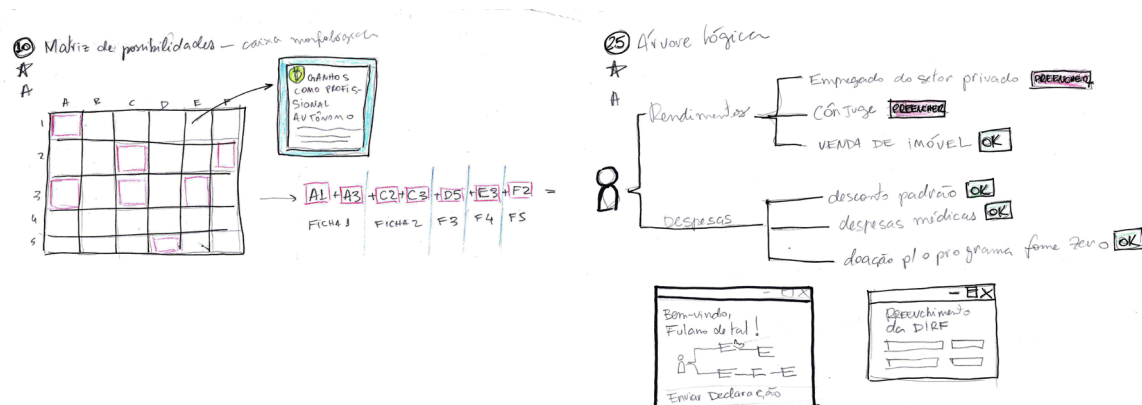 10 Matriz de possibilidades – caixa morfológica
A B C D E F
1
2
3
4
5
GANHOS
COMO PROFIS-
SIONAL
AUTÔNOMO
A1 + A3 + C2 + C3 + D5 + E3 + F2 =
FICHA 1 FICHA 2 F3 F4 F5
25 Árvore lógica
Rendimentos
Empregado do setor privado PREENCHER
Cônjuge PREENCHER
VENDA DE IMÓVEL OK
DESPESAS
desconto padrão OK
despesas médicas OK
doação p/ o programa fome zero OK
Bem-vindo,
Fulano de tal!
Enviar Declaração
Preenchimento
da DIRF